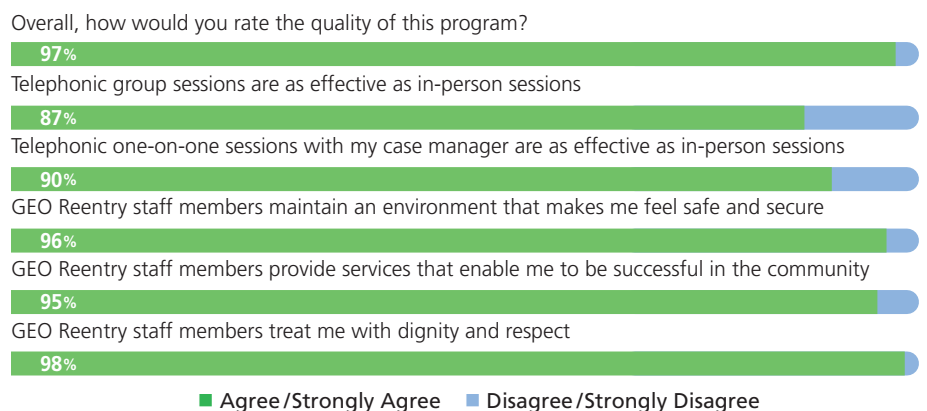 Overall, how would you rate the quality of this program?
97%
Telephonic group sessions are as effective as in-person sessions
87%
Telephonic one-on-one sessions with my case manager are as effective as in-person sessions
90%
GEO Reentry staff members maintain an environment that makes me feel safe and secure
96%
GEO Reentry staff members provide services that enable me to be successful in the community
95%
GEO Reentry staff members treat me with dignity and respect
98%
Agree/Strongly Agree Disagree/Strongly Disagree